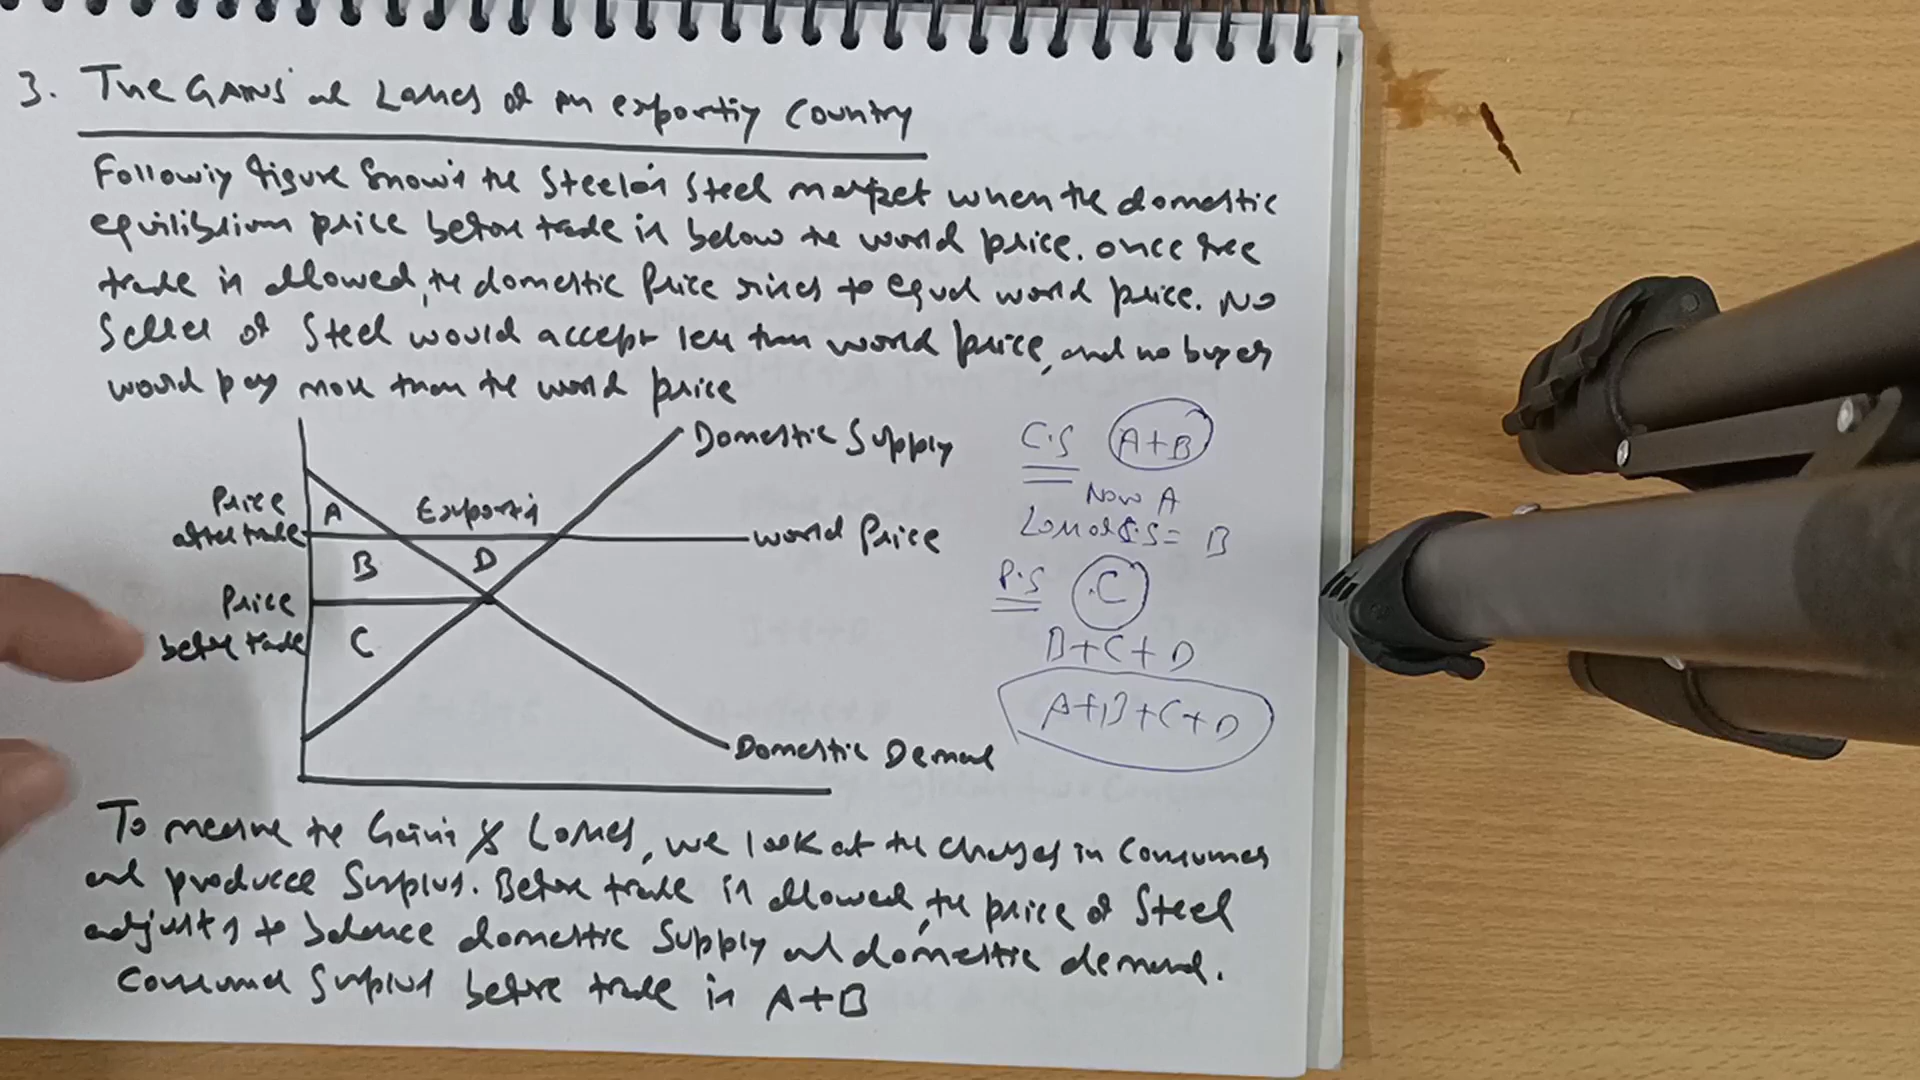 3. The Gains and Losses of an exporting Country
Following figure shows the Steelo's Steel market when the domestic
equilibrium price before trade is below the world price. once free
trade is allowed, the domestic Price rises to equal world price. No
Seller of Steel would accept less than world price, and no buyer
would pay more than the world price
Domestic Supply
C.S A+B
Now A
Price after trade
A
Exports
World Price
Loss of C.S = B
B
D
P.S C
Price before trade
C
B+C+D
A+B+C+D
Domestic Demand
To measure the Gains & Losses, we look at the changes in Consumer
and producer Surplus. Before trade is allowed, the price of Steel
adjusts to balance domestic Supply and domestic demand.
Consumer Surplus before trade is A+B